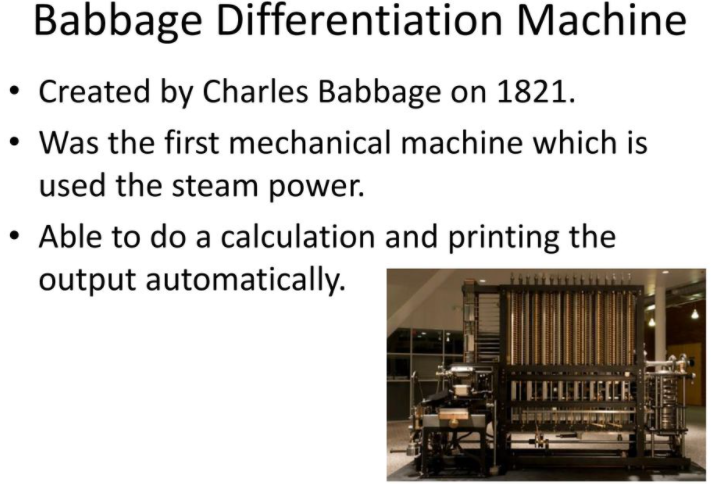 Babbage Differentiation Machine
• Created by Charles Babbage on 1821.
• Was the first mechanical machine which is
used the steam power.
• Able to do a calculation and printing the
output automatically.